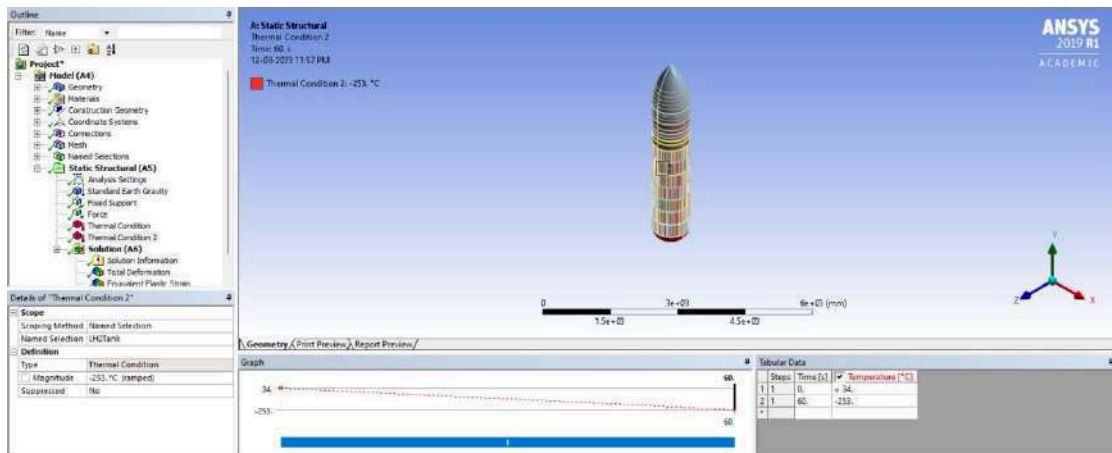 Outline
Filter: Name
Project*
Model (A4)
Geometry
Materials
Construction Geometry
Coordinate Systems
Connections
Mesh
Named Selections
Static Structural (A5)
Analysis Settings
Standard Earth Gravity
Fixed Support
Force
Thermal Condition
Thermal Condition 2
Solution (A6)
Solution Information
Total Deformation
Equivalent Plastic Strain
Details of "Thermal Condition 2"
Scope
Scoping Method Named Selection
Named Selection LH2Tank
Definition
Type Thermal Condition
Magnitude -253. °C (ramped)
Suppressed No
A: Static Structural
Thermal Condition 2
Time: 60. s
11:57 PM
Thermal Condition 2: -253. °C
ANSYS
2019 R1
ACADEMIC
Y
Z X
0 3e+03 6e+03 (mm)
1.5e+03 4.5e+03
Geometry Print Preview Report Preview
Graph
60.
34.
-253.
60.
1
Tabular Data
Steps Time [s] Temperature [°C]
1 1 0. = 34.
2 1 60. -253.
*